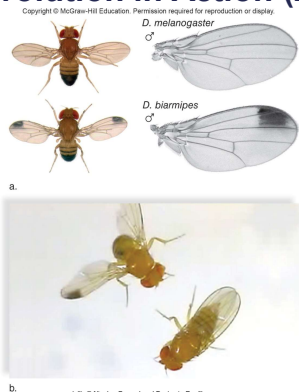 Copyright © McGraw-Hill Education. Permission required for reproduction or display.
D. melanogaster
♂
D. biarmipes
♂
a.
b.